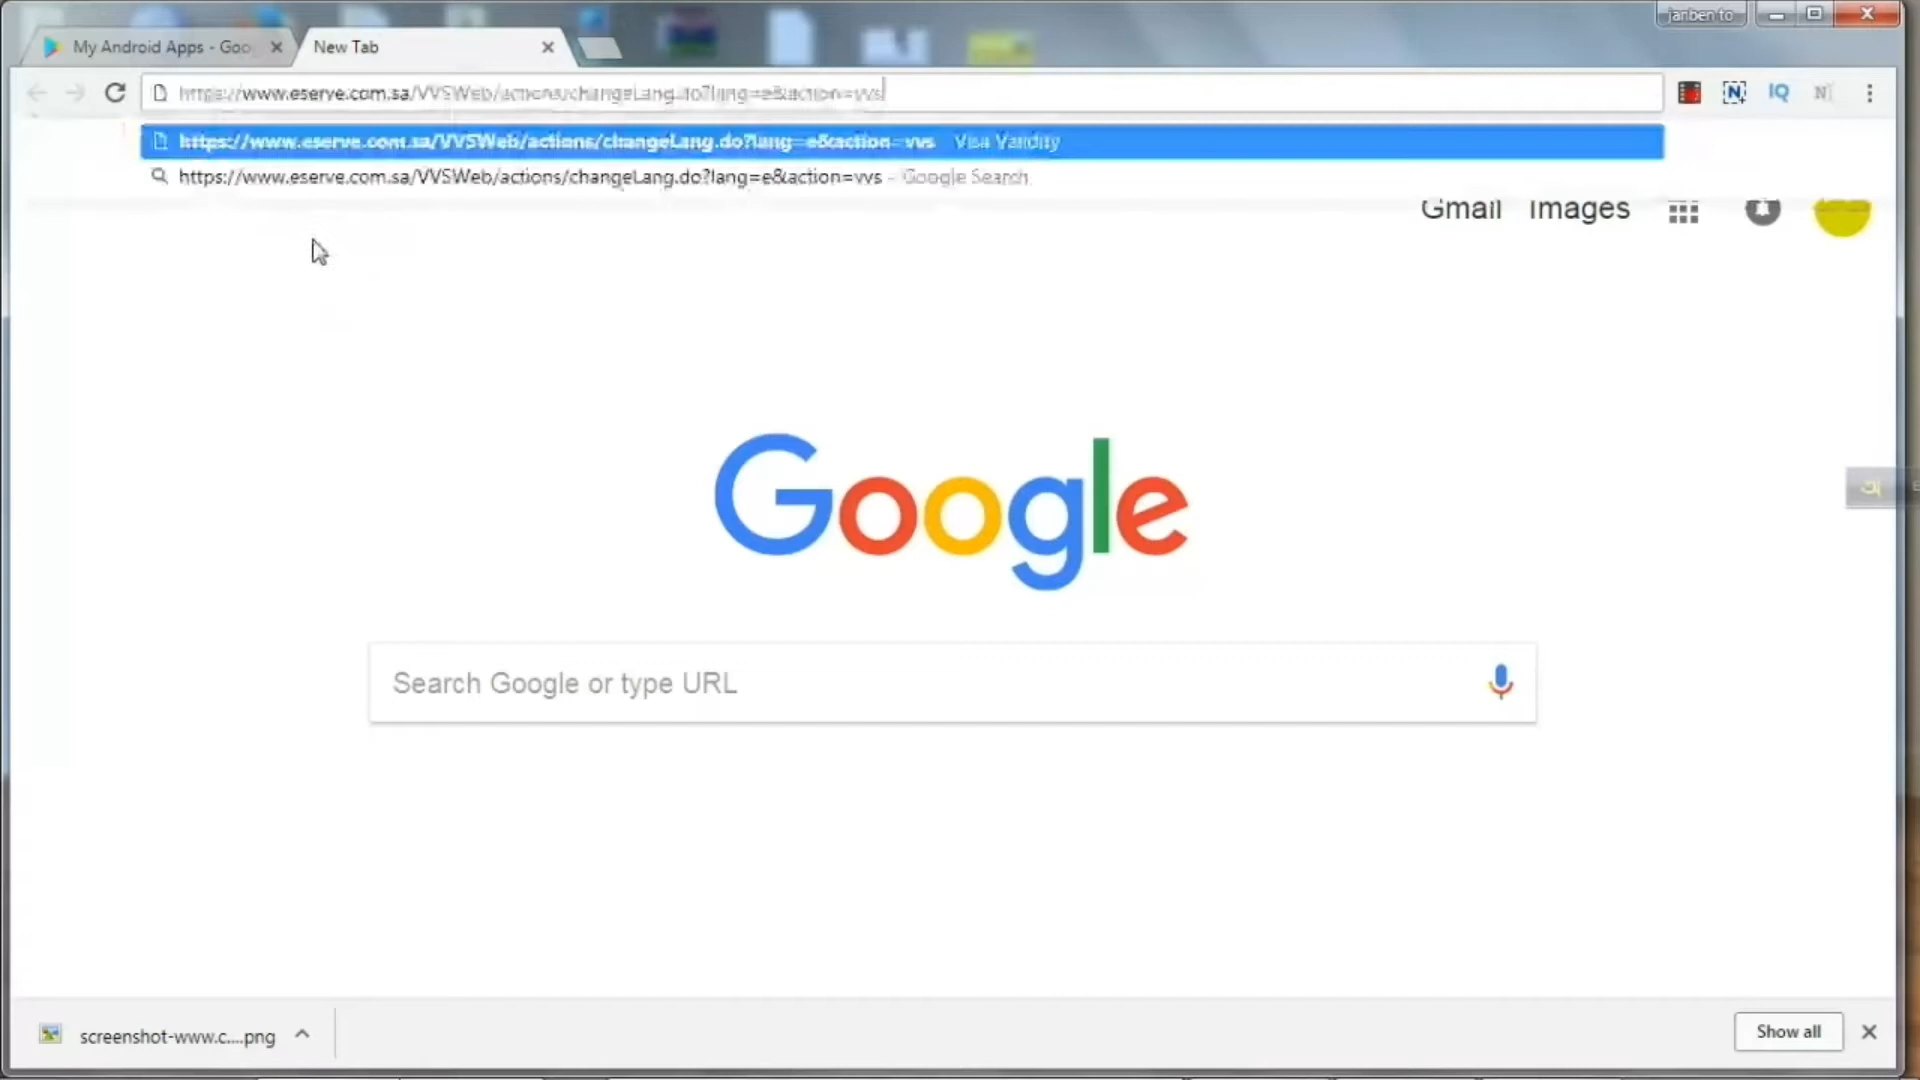 janben to
My Android Apps - Goo
New Tab
https://www.eserve.com.sa/VVSWeb/actions/changeLang.do?lang=e&action=vvs
https://www.eserve.com.sa/VVSWeb/actions/changeLang.do?lang=e&action=vvs Visa Validity
https://www.eserve.com.sa/VVSWeb/actions/changeLang.do?lang=e&action=vvs - Google Search
IQ
N
N
Gmail Images
Google
अ
Search Google or type URL
screenshot-www.c....png
Show all